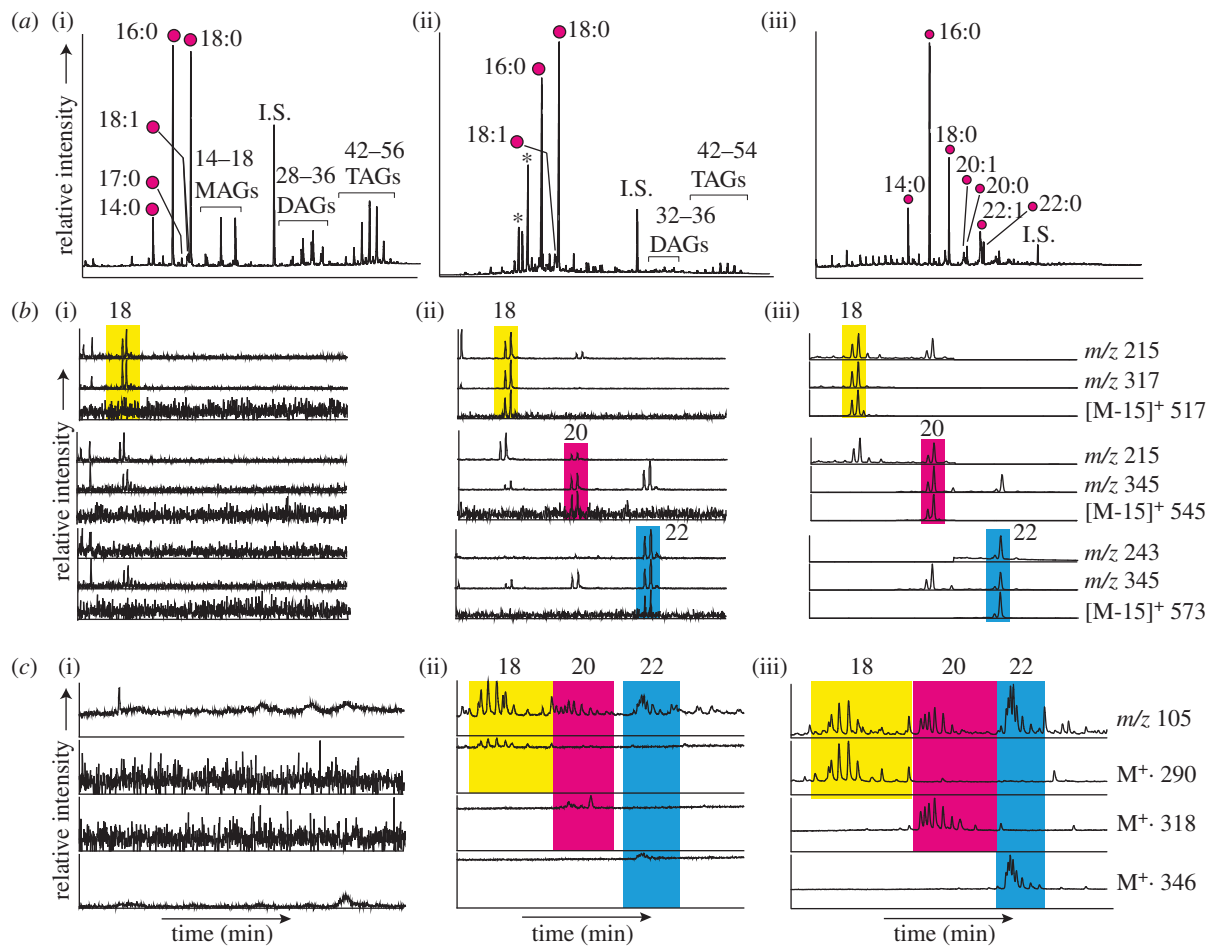 (a) (i)
16:0
18:0
18:1
17:0
14:0
14–18
MAGs
I.S.
28–36
DAGs
42–56
TAGs
relative intensity
(ii)
18:0
16:0
18:1
*
*
I.S.
32–36
DAGs
42–54
TAGs
(iii)
16:0
18:0
14:0
20:1
20:0
22:1
22:0
I.S.
(b) (i)
18
relative intensity
(ii)
18
20
22
(iii)
18
m/z 215
m/z 317
[M-15]+ 517
20
m/z 215
m/z 345
[M-15]+ 545
22
m/z 243
m/z 345
[M-15]+ 573
(c) (i)
relative intensity
time (min)
(ii)
18 20 22
time (min)
(iii)
18 20 22
m/z 105
M+· 290
M+· 318
M+· 346
time (min)